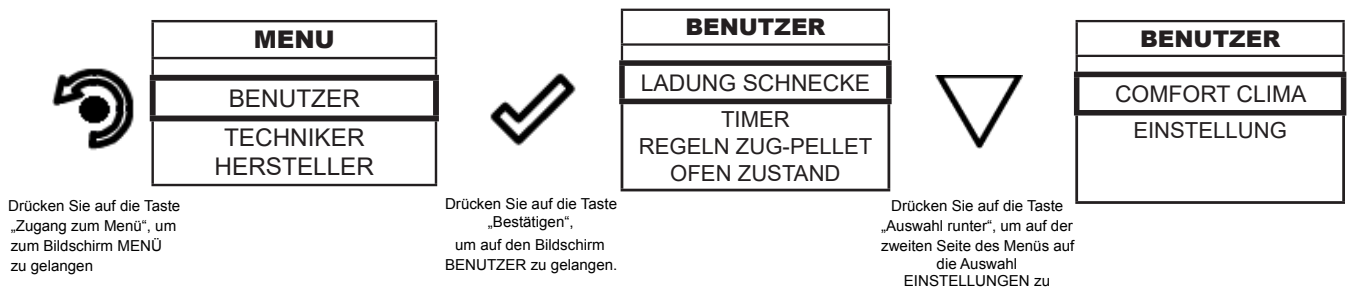 MENU
BENUTZER
TECHNIKER
HERSTELLER
Drücken Sie auf die Taste
„Zugang zum Menü“, um
zum Bildschirm MENÜ
zu gelangen
BENUTZER
LADUNG SCHNECKE
TIMER
REGELN ZUG-PELLET
OFEN ZUSTAND
Drücken Sie auf die Taste
„Bestätigen“,
um auf den Bildschirm
BENUTZER zu gelangen.
BENUTZER
COMFORT CLIMA
EINSTELLUNG
Drücken Sie auf die Taste
„Auswahl runter“, um auf der
zweiten Seite des Menüs auf
die Auswahl
EINSTELLUNGEN zu